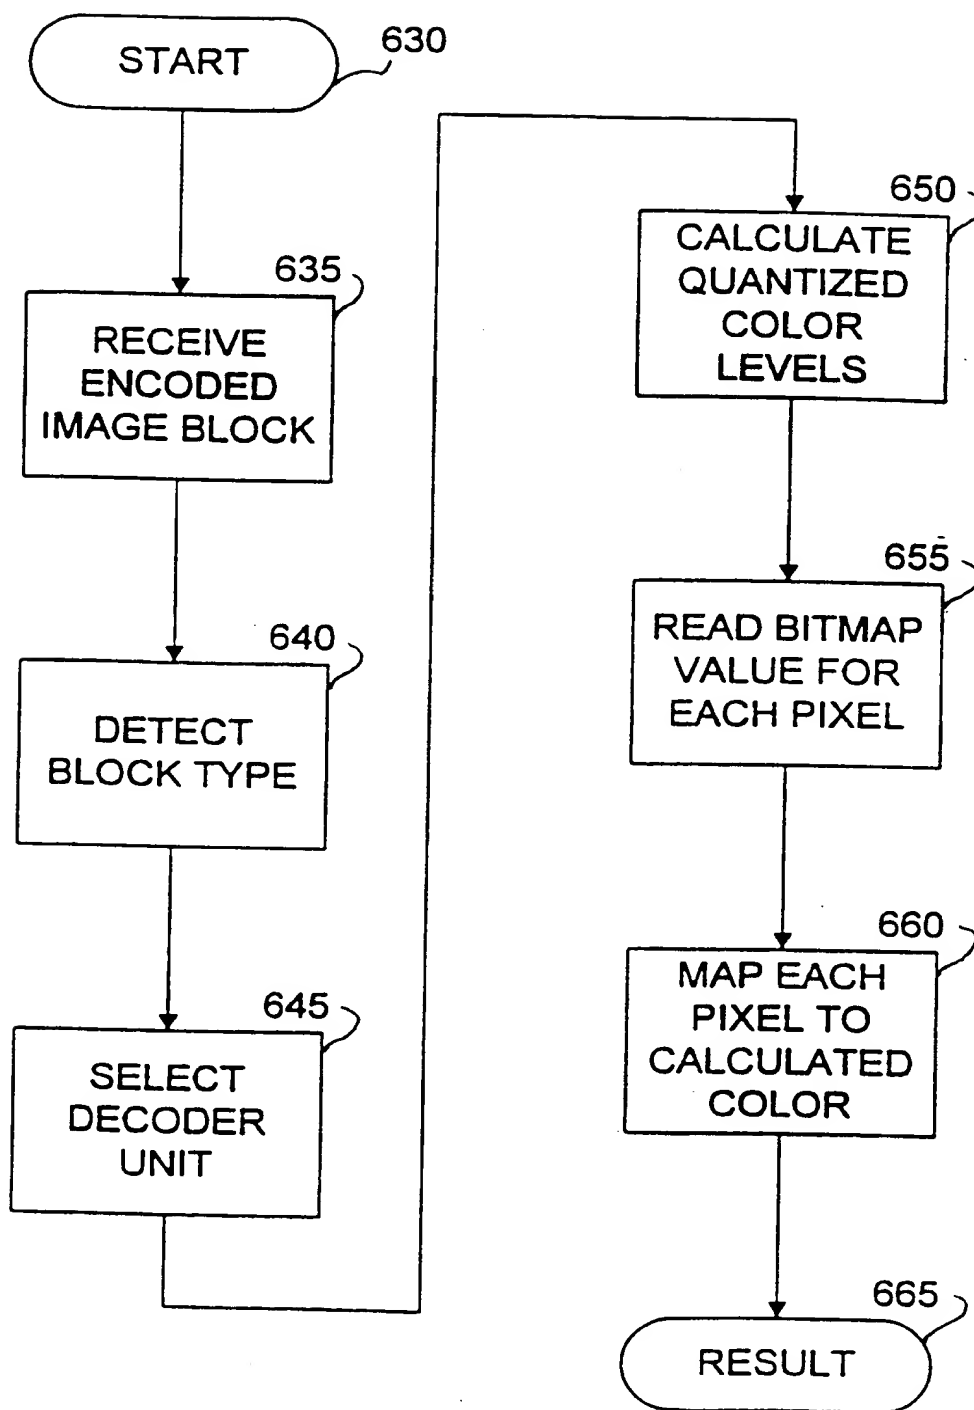 START
630
635
RECEIVE
ENCODED
IMAGE BLOCK
640
DETECT
BLOCK TYPE
645
SELECT
DECODER
UNIT
650
CALCULATE
QUANTIZED
COLOR
LEVELS
655
READ BITMAP
VALUE FOR
EACH PIXEL
660
MAP EACH
PIXEL TO
CALCULATED
COLOR
665
RESULT